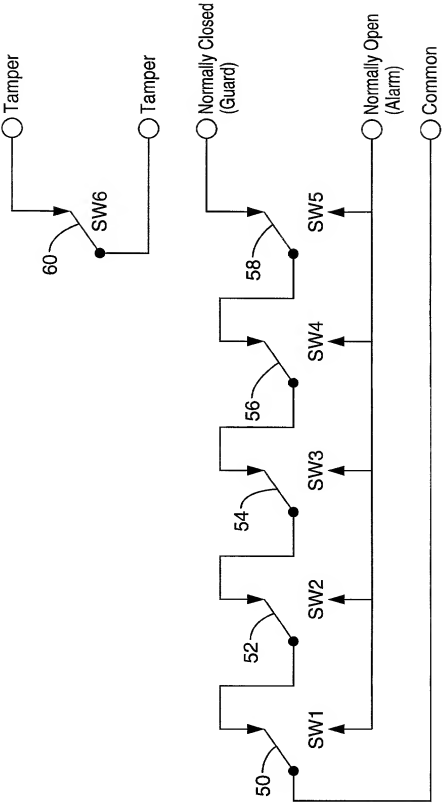 Tamper
Tamper
60
SW6
Normally Closed
(Guard)
58
SW5
56
SW4
54
SW3
52
SW2
50
SW1
Normally Open
(Alarm)
Common